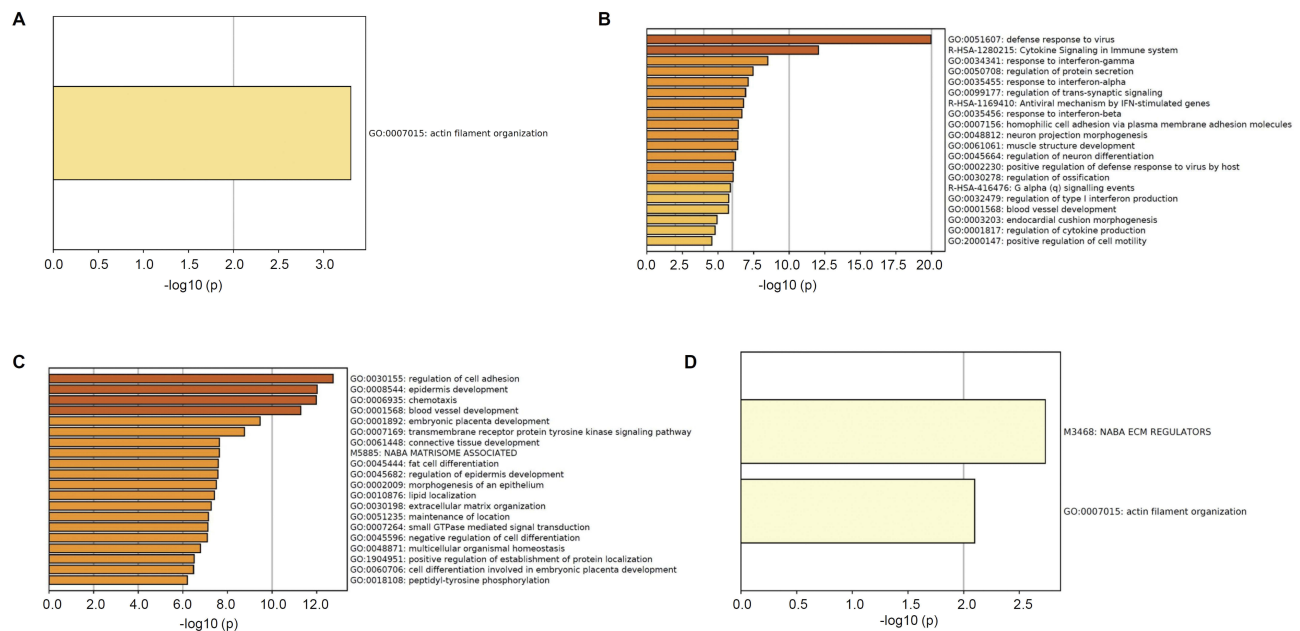 A
GO:0007015: actin filament organization
0.0 0.5 1.0 1.5 2.0 2.5 3.0
-log10 (p)
B
GO:0051607: defense response to virus
R-HSA-1280215: Cytokine Signaling in Immune system
GO:0034341: response to interferon-gamma
GO:0050708: regulation of protein secretion
GO:0035455: response to interferon-alpha
GO:0099177: regulation of trans-synaptic signaling
R-HSA-1169410: Antiviral mechanism by IFN-stimulated genes
GO:0035456: response to interferon-beta
GO:0007156: homophilic cell adhesion via plasma membrane adhesion molecules
GO:0048812: neuron projection morphogenesis
GO:0061061: muscle structure development
GO:0045664: regulation of neuron differentiation
GO:0002230: positive regulation of defense response to virus by host
GO:0030278: regulation of ossification
R-HSA-416476: G alpha (q) signalling events
GO:0032479: regulation of type I interferon production
GO:0001568: blood vessel development
GO:0003203: endocardial cushion morphogenesis
GO:0001817: regulation of cytokine production
GO:2000147: positive regulation of cell motility
0.0 2.5 5.0 7.5 10.0 12.5 15.0 17.5 20.0
-log10 (p)
C
GO:0030155: regulation of cell adhesion
GO:0008544: epidermis development
GO:0006935: chemotaxis
GO:0001568: blood vessel development
GO:0001892: embryonic placenta development
GO:0007169: transmembrane receptor protein tyrosine kinase signaling pathway
GO:0061448: connective tissue development
M5885: NABA MATRISOME ASSOCIATED
GO:0045444: fat cell differentiation
GO:0045682: regulation of epidermis development
GO:0002009: morphogenesis of an epithelium
GO:0010876: lipid localization
GO:0030198: extracellular matrix organization
GO:0051235: maintenance of location
GO:0007264: small GTPase mediated signal transduction
GO:0045596: negative regulation of cell differentiation
GO:0048871: multicellular organismal homeostasis
GO:1904951: positive regulation of establishment of protein localization
GO:0060706: cell differentiation involved in embryonic placenta development
GO:0018108: peptidyl-tyrosine phosphorylation
0.0 2.0 4.0 6.0 8.0 10.0 12.0
-log10 (p)
D
M3468: NABA ECM REGULATORS
GO:0007015: actin filament organization
0.0 0.5 1.0 1.5 2.0 2.5
-log10 (p)